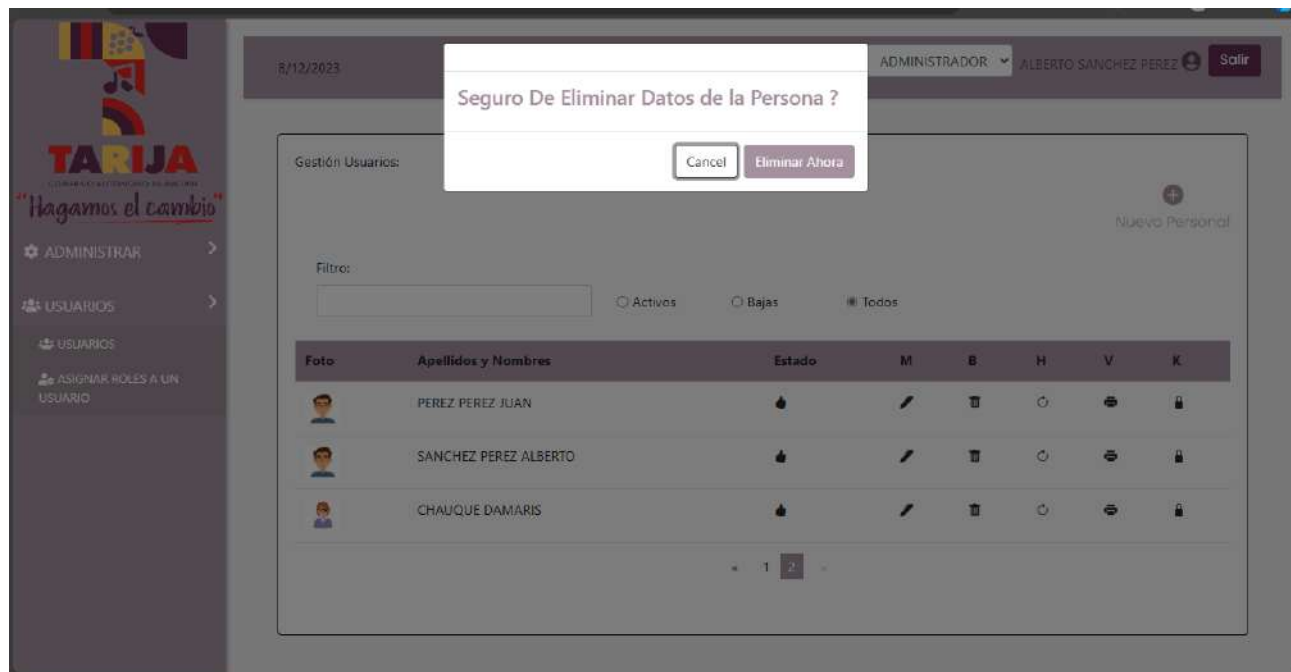 TARIJA
"Hagamos el cambio"
ADMINISTRAR
USUARIOS
USUARIOS
ASIGNAR ROLES A UN
USUARIO
8/12/2023
ADMINISTRADOR
ALBERTO SANCHEZ PEREZ
Salir
Seguro De Eliminar Datos de la Persona ?
Cancel
Eliminar Ahora
Gestión Usuarios:
Nuevo Personal
Filtro:
Activos Bajas Todos
Foto Apellidos y Nombres Estado M B H V K
PEREZ PEREZ JUAN
SANCHEZ PEREZ ALBERTO
CHAUQUE DAMARIS
« 1 2 »